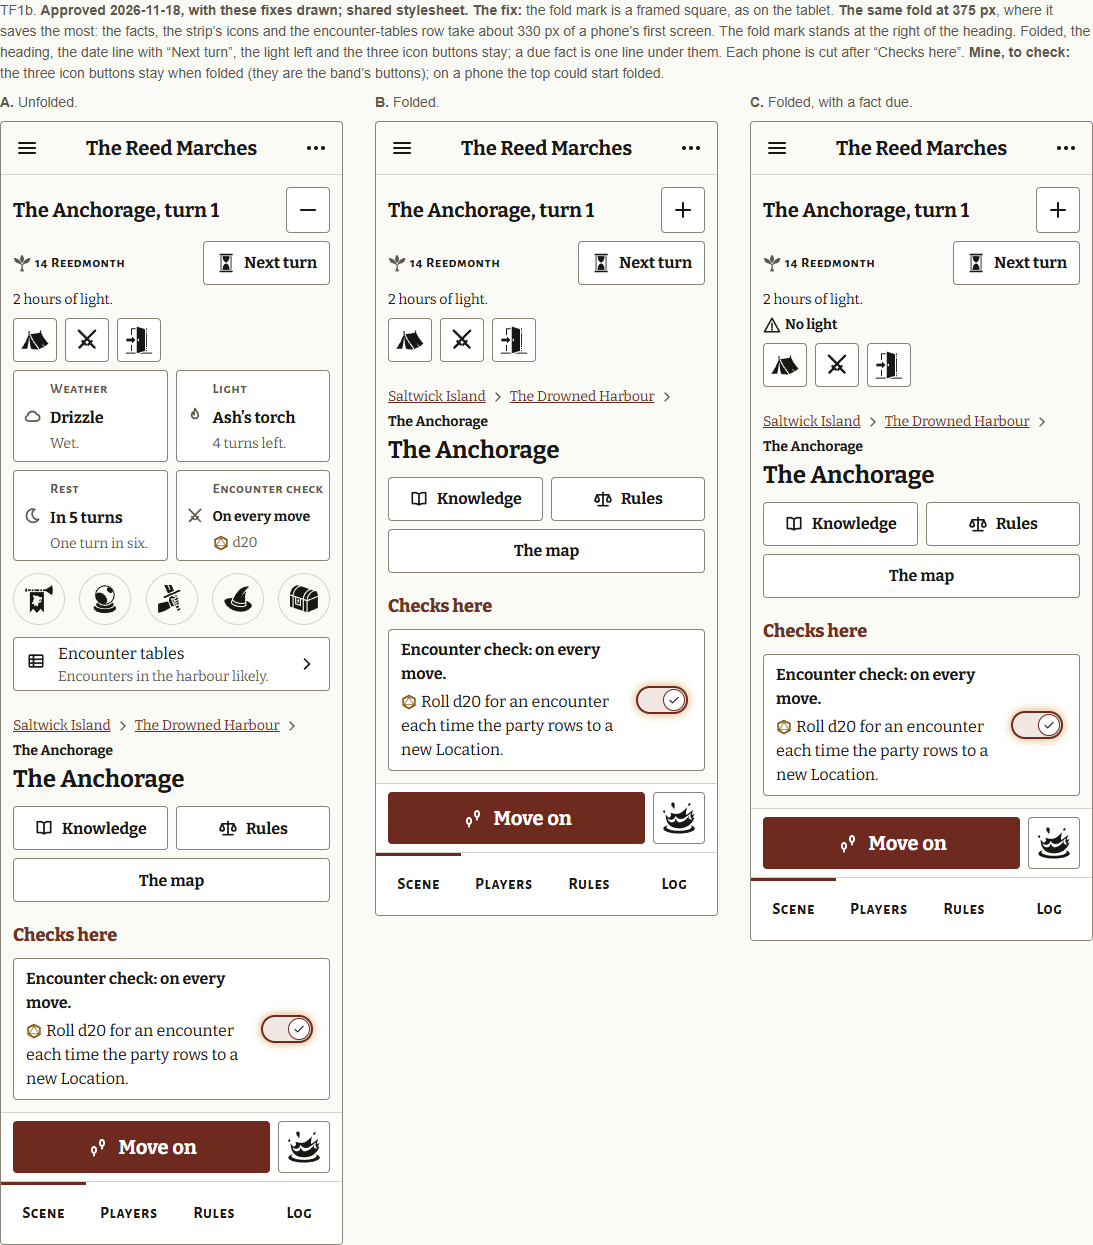 TF1b. Approved 2026-11-18, with these fixes drawn; shared stylesheet. The fix: the fold mark is a framed square, as on the tablet. The same fold at 375 px, where it
saves the most: the facts, the strip's icons and the encounter-tables row take about 330 px of a phone's first screen. The fold mark stands at the right of the heading. Folded, the
heading, the date line with “Next turn”, the light left and the three icon buttons stay; a due fact is one line under them. Each phone is cut after “Checks here”. Mine, to check:
the three icon buttons stay when folded (they are the band's buttons); on a phone the top could start folded.
A. Unfolded.
The Reed Marches
The Anchorage, turn 1
14 Reedmonth
Next turn
2 hours of light.
Weather
Drizzle
Wet.
Light
Ash’s torch
4 turns left.
Rest
In 5 turns
One turn in six.
Encounter check
On every move
d20
Encounter tables
Encounters in the harbour likely.
Saltwick Island > The Drowned Harbour >
The Anchorage
The Anchorage
Knowledge
Rules
The map
Checks here
Encounter check: on every
move.
Roll d20 for an encounter
each time the party rows to a
new Location.
Move on
Scene Players Rules Log
B. Folded.
The Reed Marches
The Anchorage, turn 1
14 Reedmonth
Next turn
2 hours of light.
Saltwick Island > The Drowned Harbour >
The Anchorage
The Anchorage
Knowledge
Rules
The map
Checks here
Encounter check: on every
move.
Roll d20 for an encounter
each time the party rows to a
new Location.
Move on
Scene Players Rules Log
C. Folded, with a fact due.
The Reed Marches
The Anchorage, turn 1
14 Reedmonth
Next turn
2 hours of light.
No light
Saltwick Island > The Drowned Harbour >
The Anchorage
The Anchorage
Knowledge
Rules
The map
Checks here
Encounter check: on every
move.
Roll d20 for an encounter
each time the party rows to a
new Location.
Move on
Scene Players Rules Log